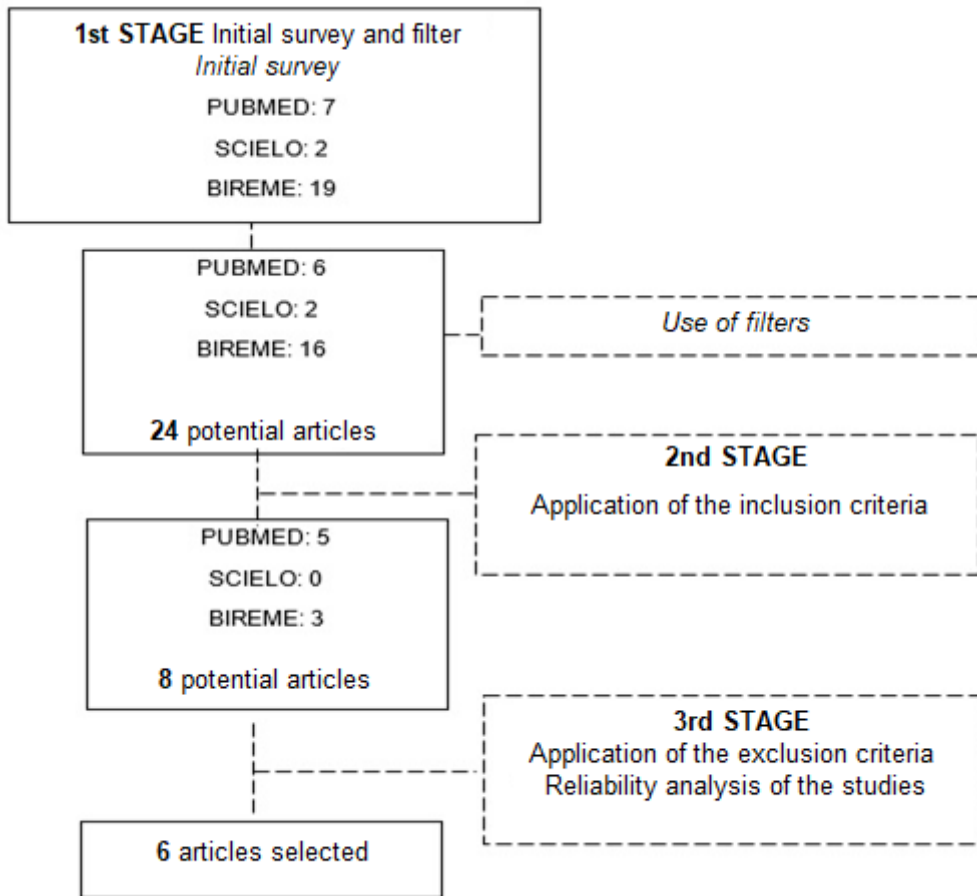 1st STAGE Initial survey and filter
Initial survey
PUBMED: 7
SCIELO: 2
BIREME: 19
PUBMED: 6
SCIELO: 2
BIREME: 16
24 potential articles
Use of filters
2nd STAGE
Application of the inclusion criteria
PUBMED: 5
SCIELO: 0
BIREME: 3
8 potential articles
3rd STAGE
Application of the exclusion criteria
Reliability analysis of the studies
6 articles selected